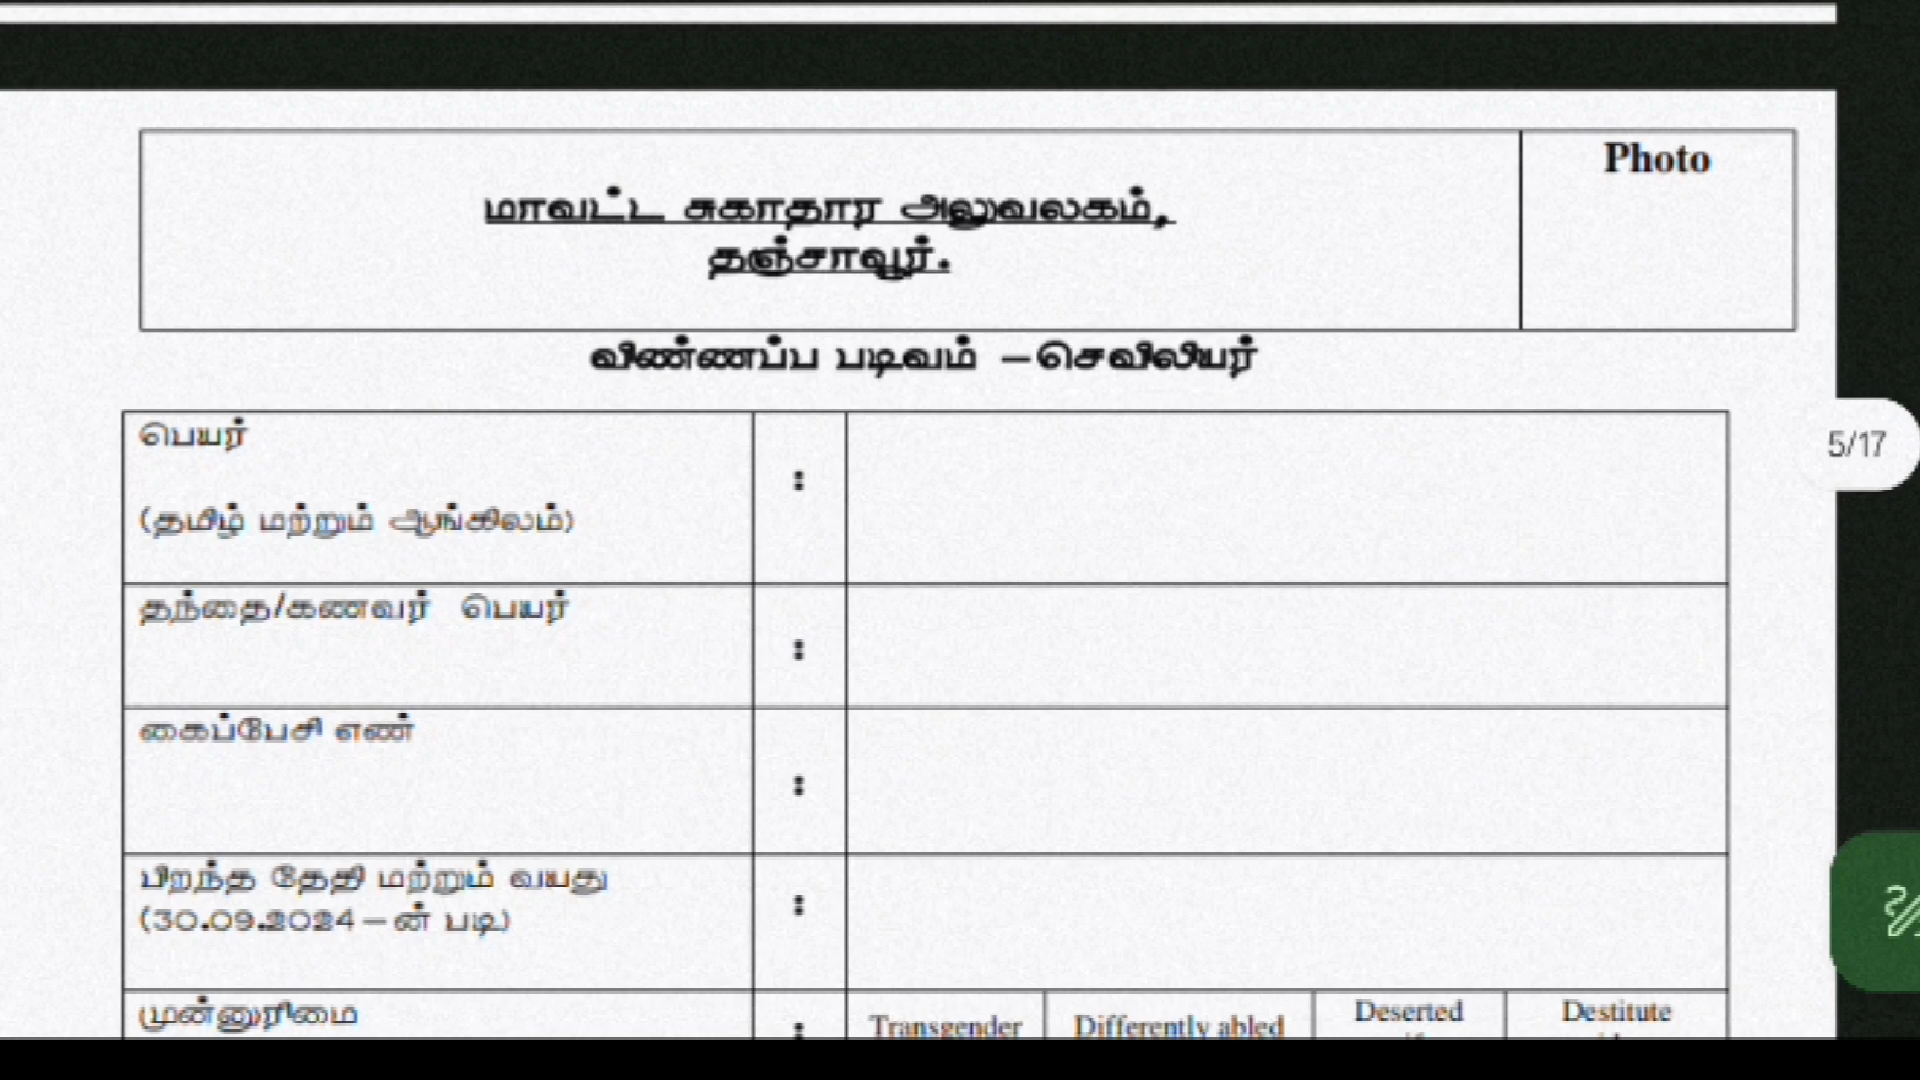 Photo
மாவட்ட சுகாதார அலுவலகம்,
தஞ்சாவூர்.
விண்ணப்ப படிவம் –செவிலியர்
பெயர்
:
(தமிழ் மற்றும் ஆங்கிலம்)
தந்தை/கணவர் பெயர்
:
கைப்பேசி எண்
:
பிறந்த தேதி மற்றும் வயது
(30.09.2024–ன் படி)
:
முன்னுரிமை
:
Transgender
Differently abled
Deserted
Destitute
5/17